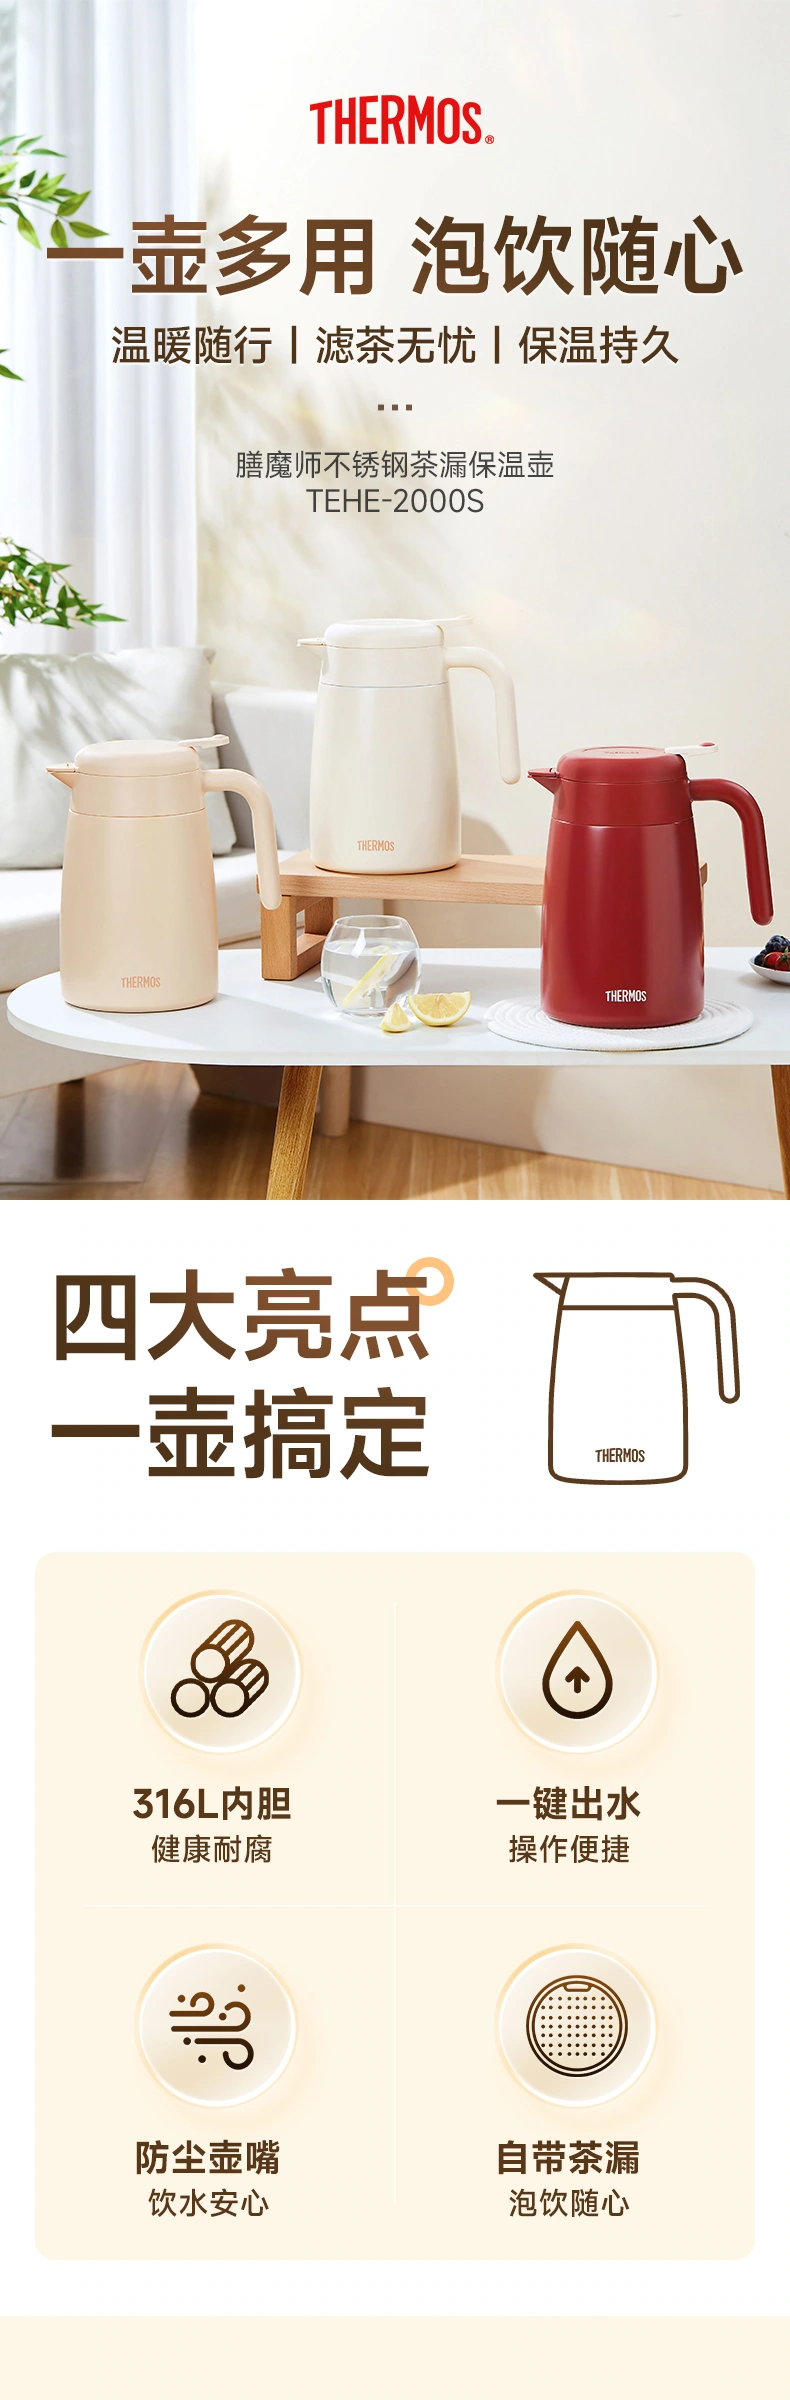 THERMOS®
一壶多用 泡饮随心
温暖随行丨滤茶无忧丨保温持久
...
膳魔师不锈钢茶漏保温壶
TEHE-2000S
THERMOS
THERMOS
THERMOS
四大亮点
一壶搞定
THERMOS
316L内胆
健康耐腐
一键出水
操作便捷
防尘壶嘴
饮水安心
自带茶漏
泡饮随心